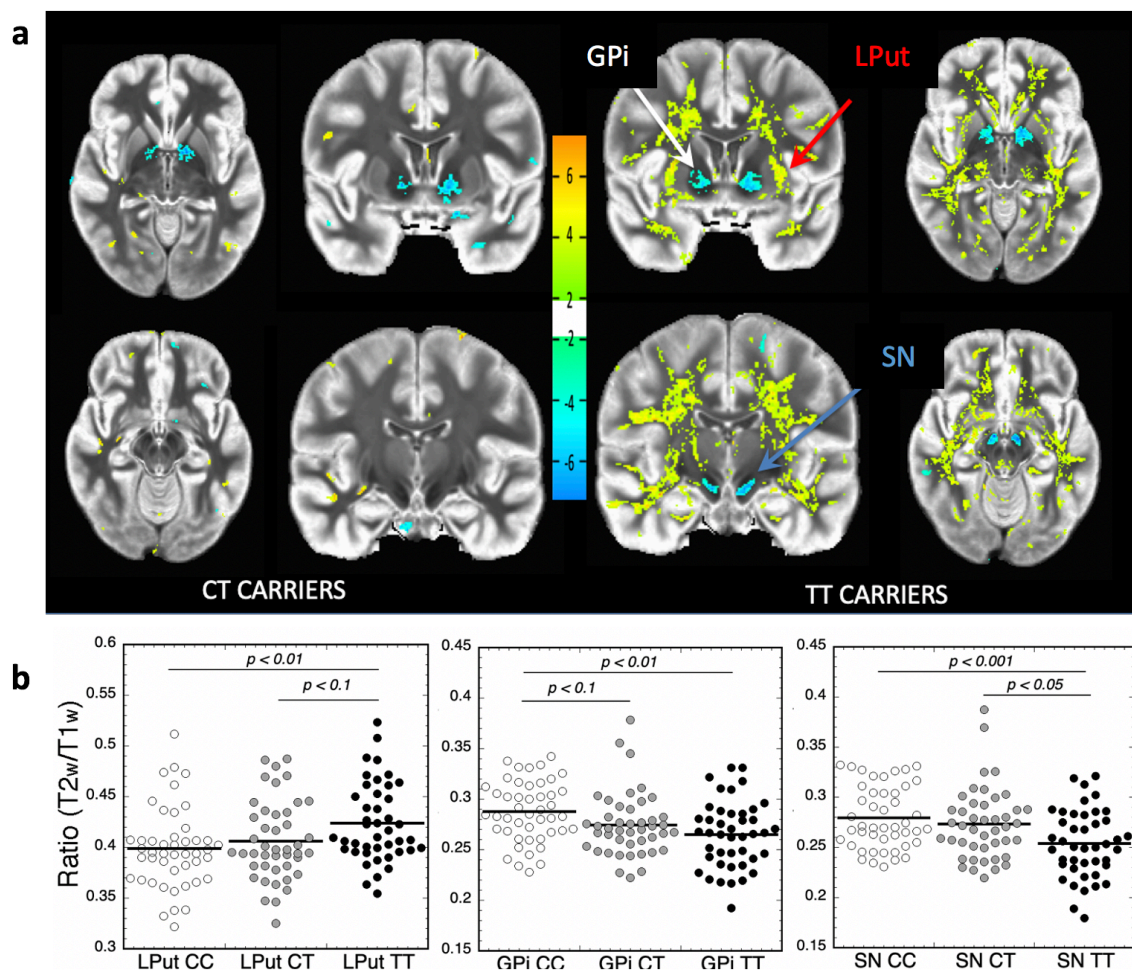 a
GPi
LPut
6
4
2
-2
-4
-6
SN
CT CARRIERS
TT CARRIERS
b
Ratio (T2w/T1w)
0.6
0.55
0.5
0.45
0.4
0.35
0.3
p < 0.01
p < 0.1
LPut CC
LPut CT
LPut TT
0.45
0.4
0.35
0.3
0.25
0.2
0.15
p < 0.01
p < 0.1
GPi CC
GPi CT
GPi TT
0.45
0.4
0.35
0.3
0.25
0.2
0.15
p < 0.001
p < 0.05
SN CC
SN CT
SN TT